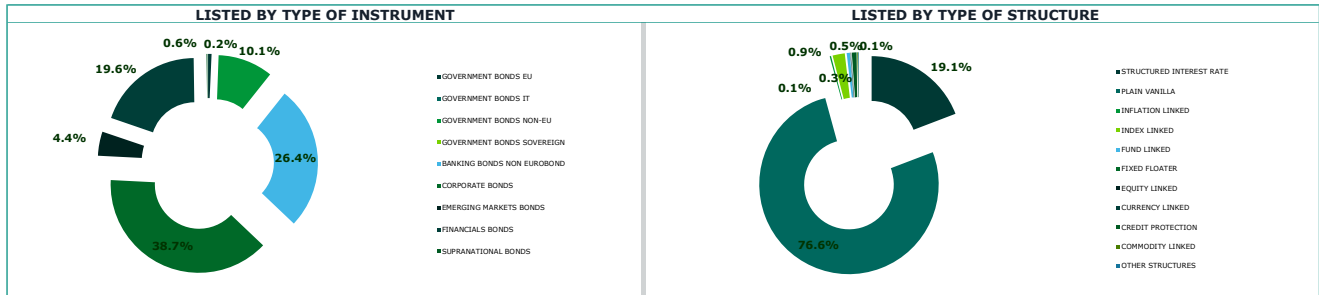 LISTED BY TYPE OF INSTRUMENT
0.6%
0.2%
10.1%
19.6%
4.4%
26.4%
38.7%
GOVERNMENT BONDS EU
GOVERNMENT BONDS IT
GOVERNMENT BONDS NON-EU
GOVERNMENT BONDS SOVEREIGN
BANKING BONDS NON EUROBOND
CORPORATE BONDS
EMERGING MARKETS BONDS
FINANCIALS BONDS
SUPRANATIONAL BONDS
LISTED BY TYPE OF STRUCTURE
0.9%
0.5%
0.1%
19.1%
0.3%
0.1%
76.6%
STRUCTURED INTEREST RATE
PLAIN VANILLA
INFLATION LINKED
INDEX LINKED
FUND LINKED
FIXED FLOATER
EQUITY LINKED
CURRENCY LINKED
CREDIT PROTECTION
COMMODITY LINKED
OTHER STRUCTURES